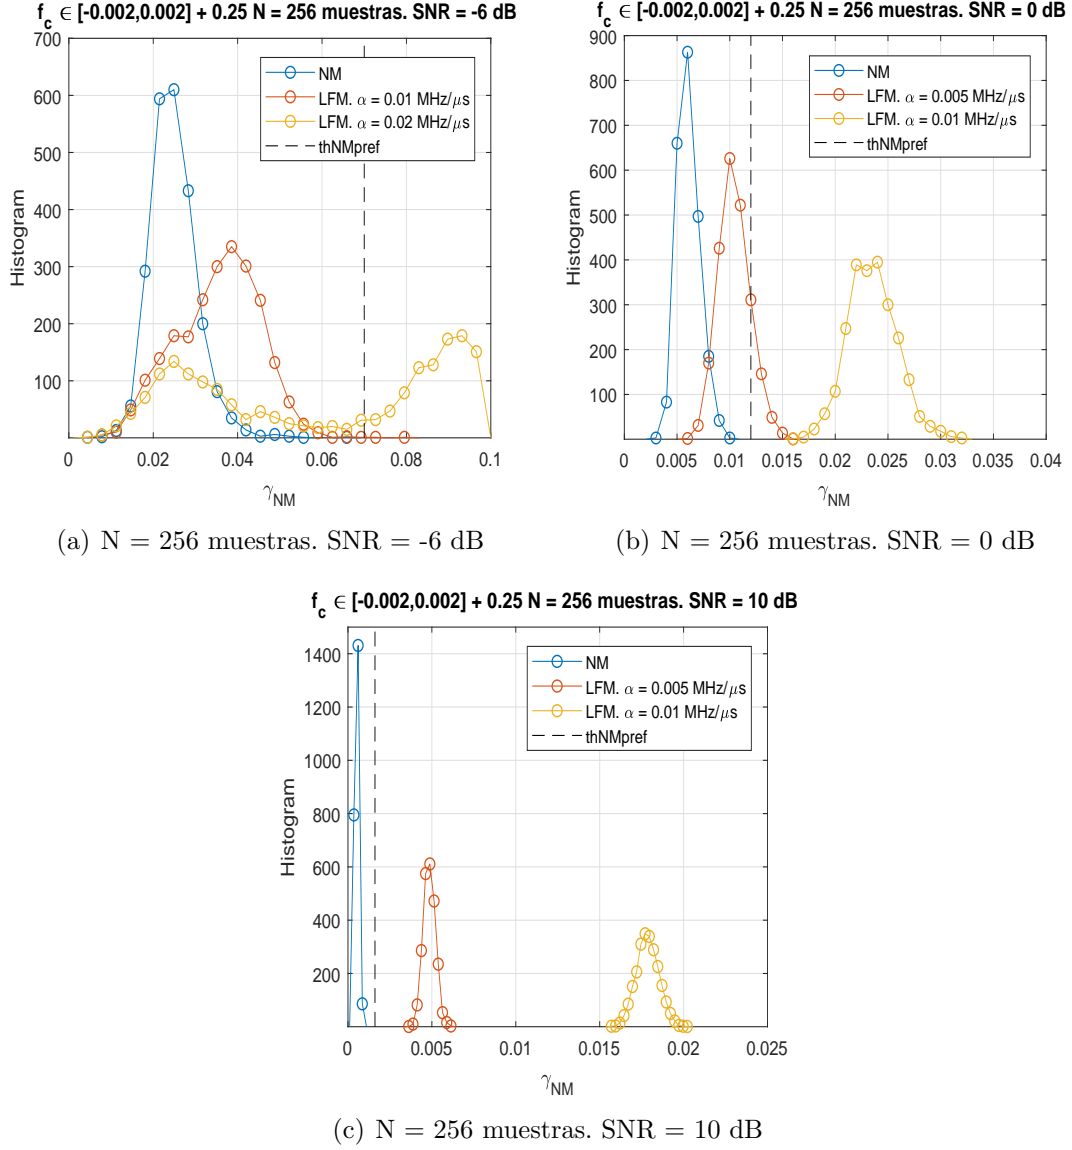 f_c ∈ [-0.002,0.002] + 0.25 N = 256 muestras. SNR = -6 dB
700
600
500
400
300
200
100
Histogram
0
0.02
0.04
0.06
0.08
0.1
γ_NM
NM
LFM. α = 0.01 MHz/μs
LFM. α = 0.02 MHz/μs
thNMpref
(a) N = 256 muestras. SNR = -6 dB
f_c ∈ [-0.002,0.002] + 0.25 N = 256 muestras. SNR = 0 dB
900
800
700
600
500
400
300
200
100
Histogram
0
0.005
0.01
0.015
0.02
0.025
0.03
0.035
0.04
γ_NM
NM
LFM. α = 0.005 MHz/μs
LFM. α = 0.01 MHz/μs
thNMpref
(b) N = 256 muestras. SNR = 0 dB
f_c ∈ [-0.002,0.002] + 0.25 N = 256 muestras. SNR = 10 dB
1400
1200
1000
800
600
400
200
Histogram
0
0.005
0.01
0.015
0.02
0.025
γ_NM
NM
LFM. α = 0.005 MHz/μs
LFM. α = 0.01 MHz/μs
thNMpref
(c) N = 256 muestras. SNR = 10 dB